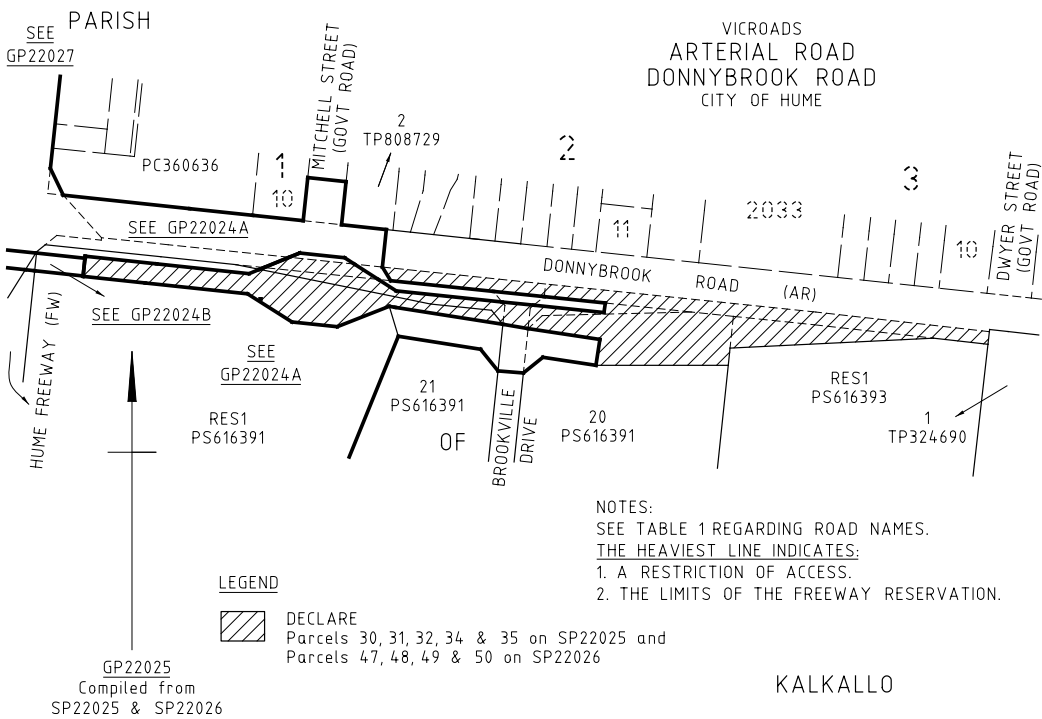 PARISH
SEE
GP22027
VICROADS
ARTERIAL ROAD
DONNYBROOK ROAD
CITY OF HUME
MITCHELL STREET
(GOVT ROAD)
2
TP808729
PC360636
1
10
2
11
2033
3
10
DWYER STREET
(GOVT ROAD)
SEE GP22024A
DONNYBROOK ROAD (AR)
SEE GP22024B
HUME FREEWAY (FW)
SEE
GP22024A
RES1
PS616391
21
PS616391
OF
BROOKVILLE
DRIVE
20
PS616391
RES1
PS616393
1
TP324690
NOTES:
SEE TABLE 1 REGARDING ROAD NAMES.
THE HEAVIEST LINE INDICATES:
1. A RESTRICTION OF ACCESS.
2. THE LIMITS OF THE FREEWAY RESERVATION.
LEGEND
DECLARE
Parcels 30, 31, 32, 34 & 35 on SP22025 and
Parcels 47, 48, 49 & 50 on SP22026
GP22025
Compiled from
SP22025 & SP22026
KALKALLO